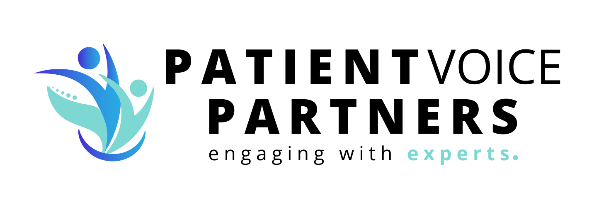 PATIENTVOICE
PARTNERS
engaging with experts.